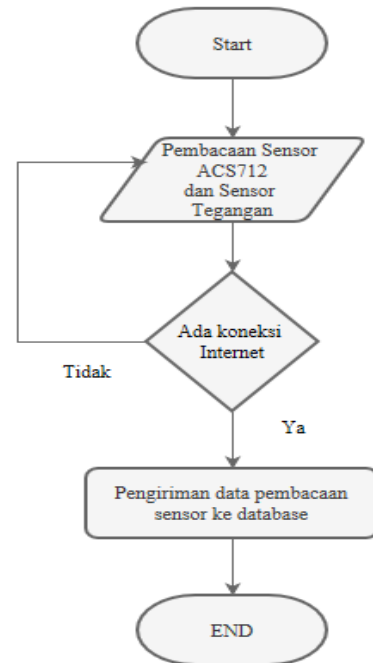 Start
Pembacaan Sensor
ACS712
dan Sensor
Tegangan
Ada koneksi
Internet
Tidak
Ya
Pengiriman data pembacaan
sensor ke database
END